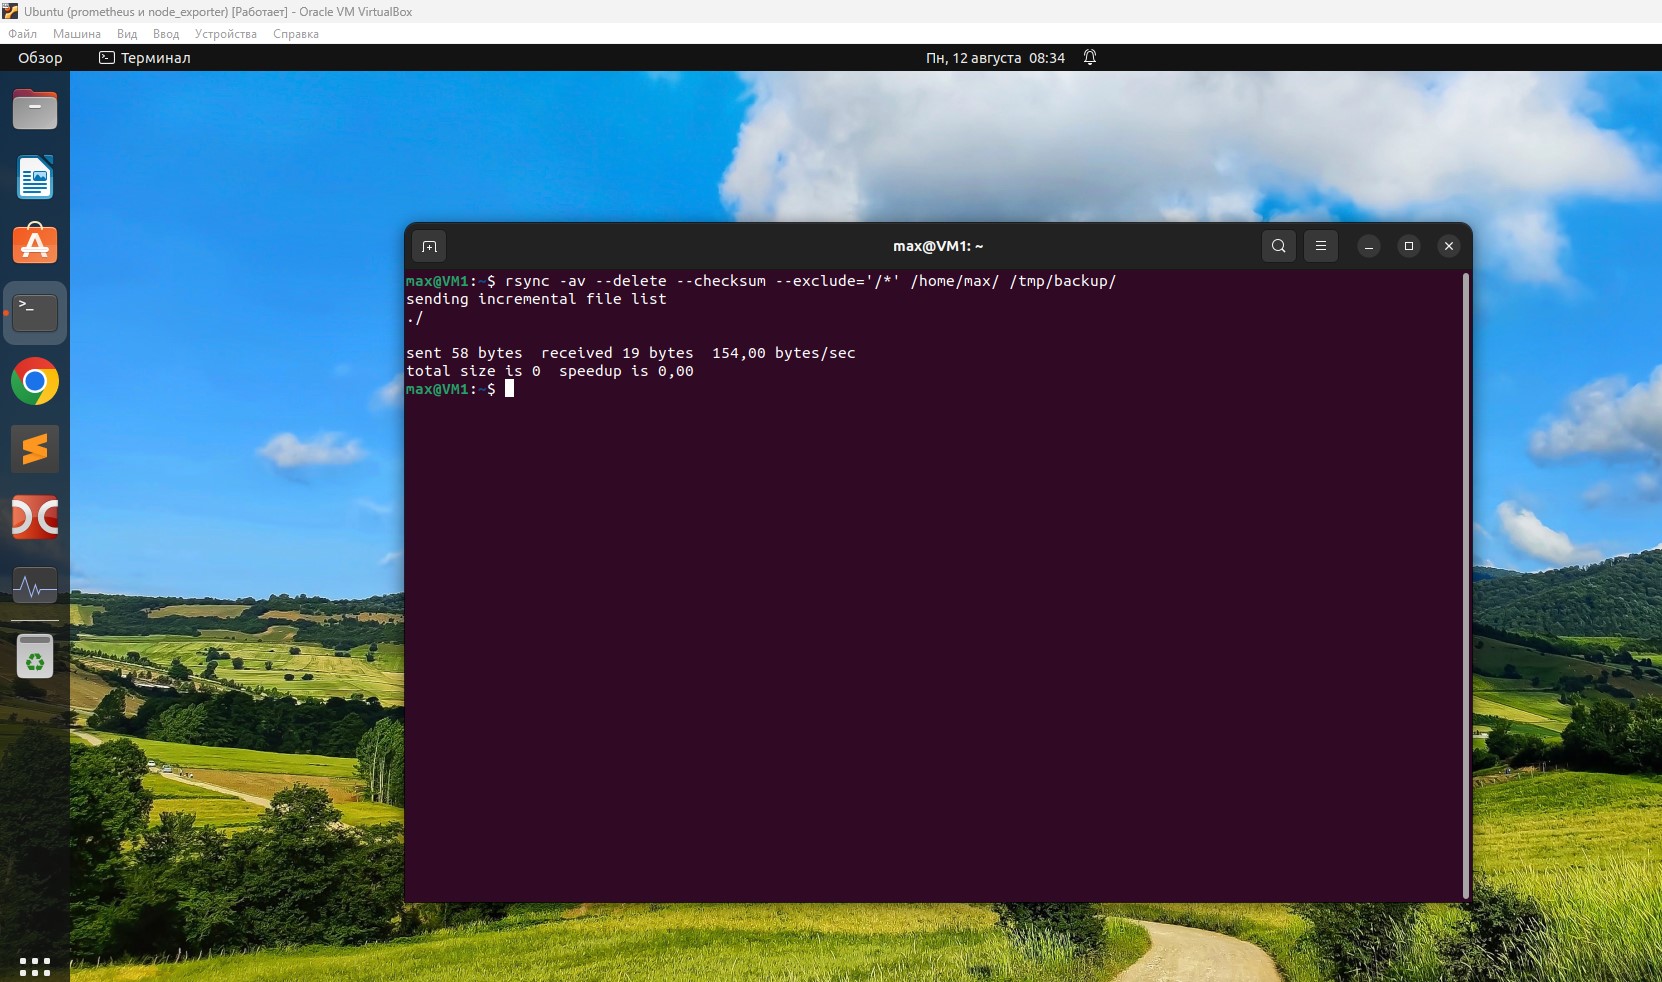 Ubuntu (prometheus и node_exporter) [Работает] - Oracle VM VirtualBox
Файл Машина Вид Ввод Устройства Справка
Обзор Терминал Пн, 12 августа 08:34
max@VM1: ~
max@VM1:~$ rsync -av --delete --checksum --exclude='/*' /home/max/ /tmp/backup/
sending incremental file list
./
sent 58 bytes  received 19 bytes  154,00 bytes/sec
total size is 0  speedup is 0,00
max@VM1:~$